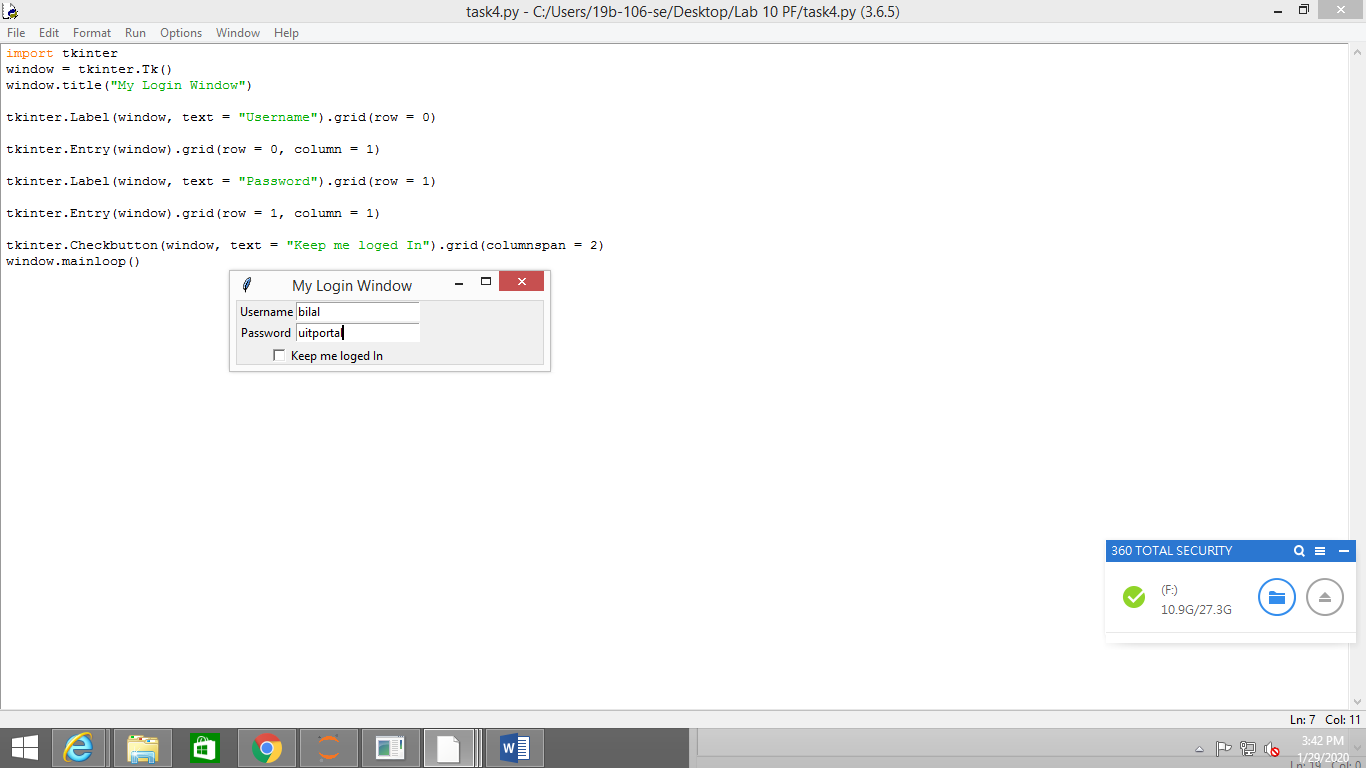 task4.py - C:/Users/19b-106-se/Desktop/Lab 10 PF/task4.py (3.6.5)
File Edit Format Run Options Window Help
import tkinter
window = tkinter.Tk()
window.title("My Login Window")
tkinter.Label(window, text = "Username").grid(row = 0)
tkinter.Entry(window).grid(row = 0, column = 1)
tkinter.Label(window, text = "Password").grid(row = 1)
tkinter.Entry(window).grid(row = 1, column = 1)
tkinter.Checkbutton(window, text = "Keep me loged In").grid(columnspan = 2)
window.mainloop()
My Login Window
Username bilal
Password uitportal
Keep me loged In
360 TOTAL SECURITY
(F:)
10.9G/27.3G
Ln: 7 Col: 11
3:42 PM
1/29/2020
Ln: 19 Col: 0